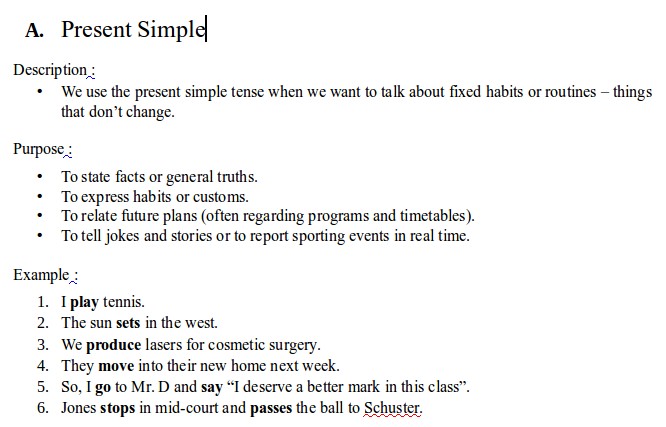 A. Present Simple
Description :
• We use the present simple tense when we want to talk about fixed habits or routines – things
that don’t change.
Purpose :
• To state facts or general truths.
• To express habits or customs.
• To relate future plans (often regarding programs and timetables).
• To tell jokes and stories or to report sporting events in real time.
Example :
1. I play tennis.
2. The sun sets in the west.
3. We produce lasers for cosmetic surgery.
4. They move into their new home next week.
5. So, I go to Mr. D and say “I deserve a better mark in this class”.
6. Jones stops in mid-court and passes the ball to Schuster.